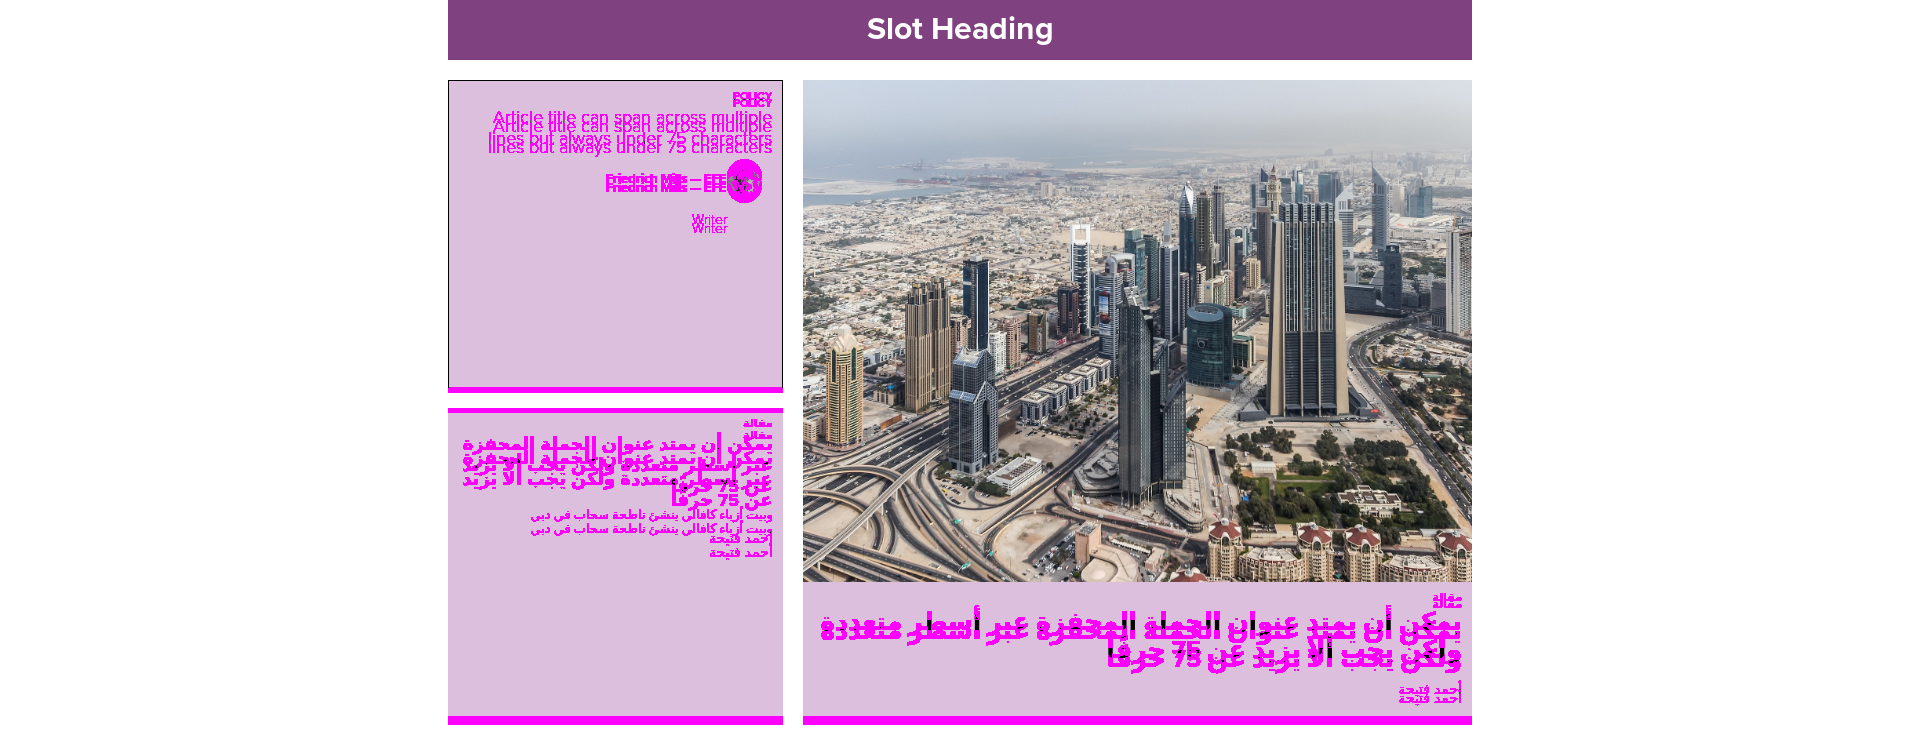 Slot Heading
POLICY
Article title can span across multiple
lines but always under 75 characters
Friedrich Mills — EFE
Writer
مقالة
يمكن أن يمتد عنوان الجملة المحفزة
عبر أسطر متعددة ولكن يجب ألا يزيد
عن 75 حرفًا
وبيت أزياء كافالي ينشئ ناطحة سحاب في دبي
أحمد فتيحة
مقالة
يمكن أن يمتد عنوان الجملة المحفزة عبر أسطر متعددة
ولكن يجب ألا يزيد عن 75 حرفًا
أحمد فتيحة